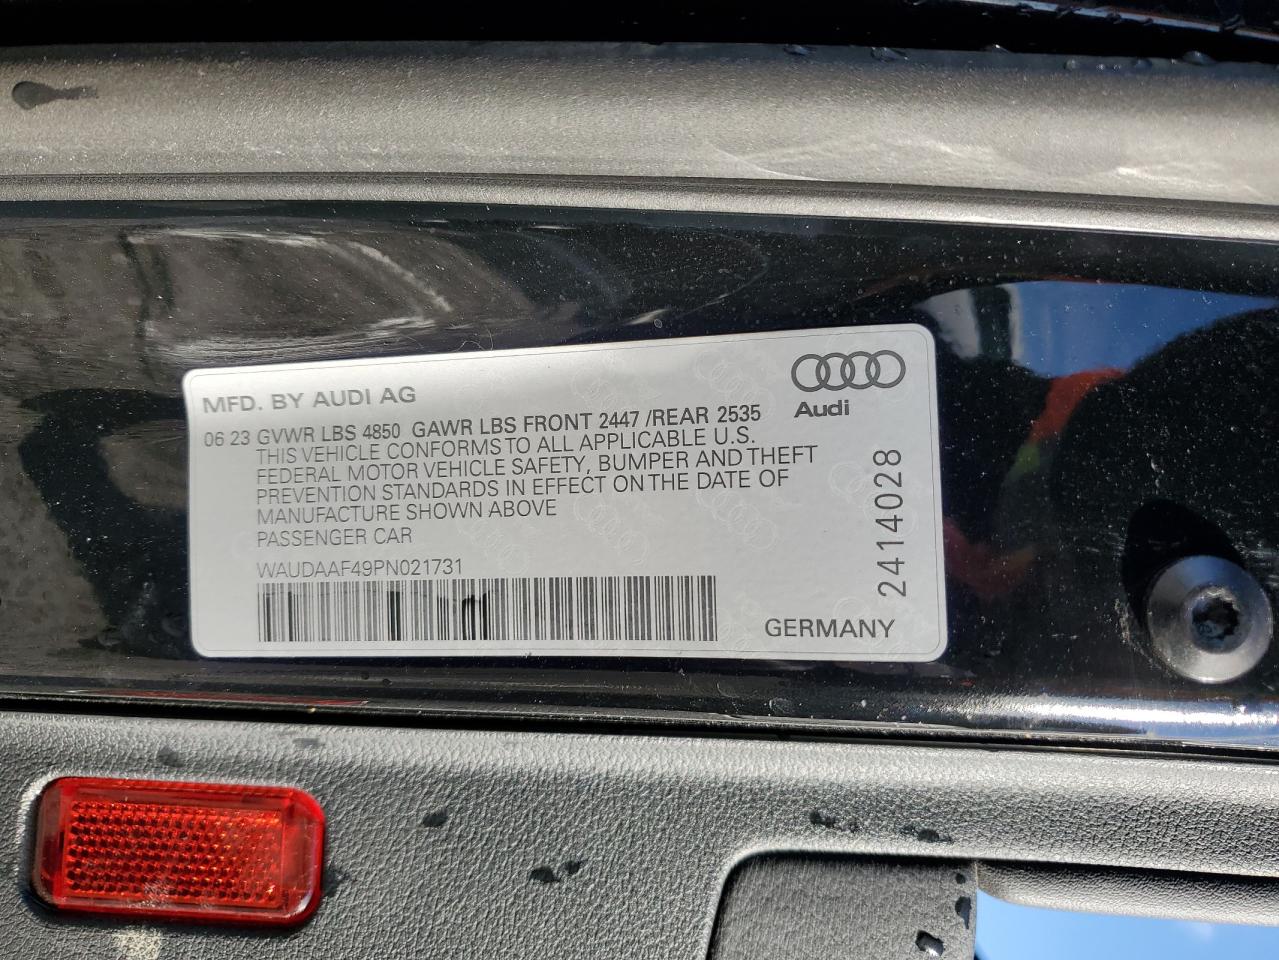 MFD. BY AUDI AG
Audi
06 23 GVWR LBS 4850 GAWR LBS FRONT 2447 /REAR 2535
THIS VEHICLE CONFORMS TO ALL APPLICABLE U.S.
FEDERAL MOTOR VEHICLE SAFETY, BUMPER AND THEFT
PREVENTION STANDARDS IN EFFECT ON THE DATE OF
MANUFACTURE SHOWN ABOVE
PASSENGER CAR
WAUDAAF49PN021731
GERMANY
2414028